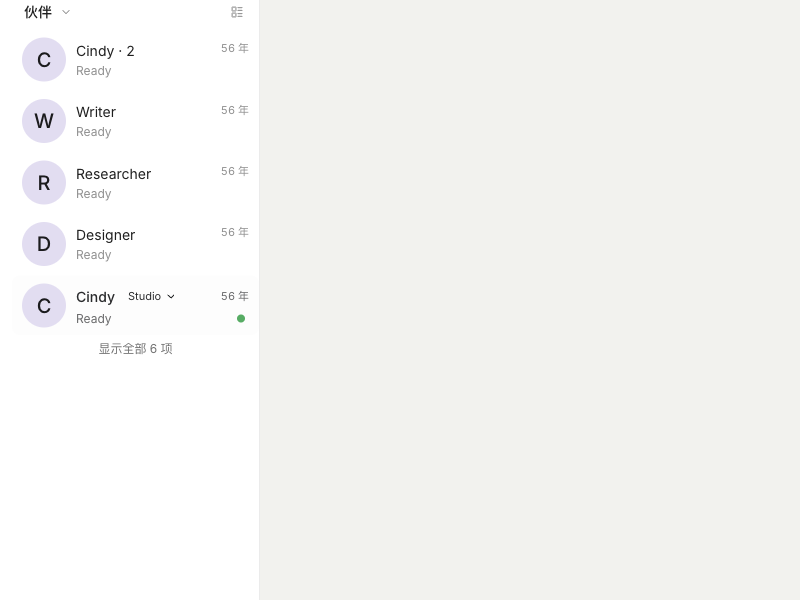 伙伴
C
Cindy · 2
56 年
Ready
W
Writer
56 年
Ready
R
Researcher
56 年
Ready
D
Designer
56 年
Ready
C
Cindy Studio
56 年
Ready
显示全部 6 项